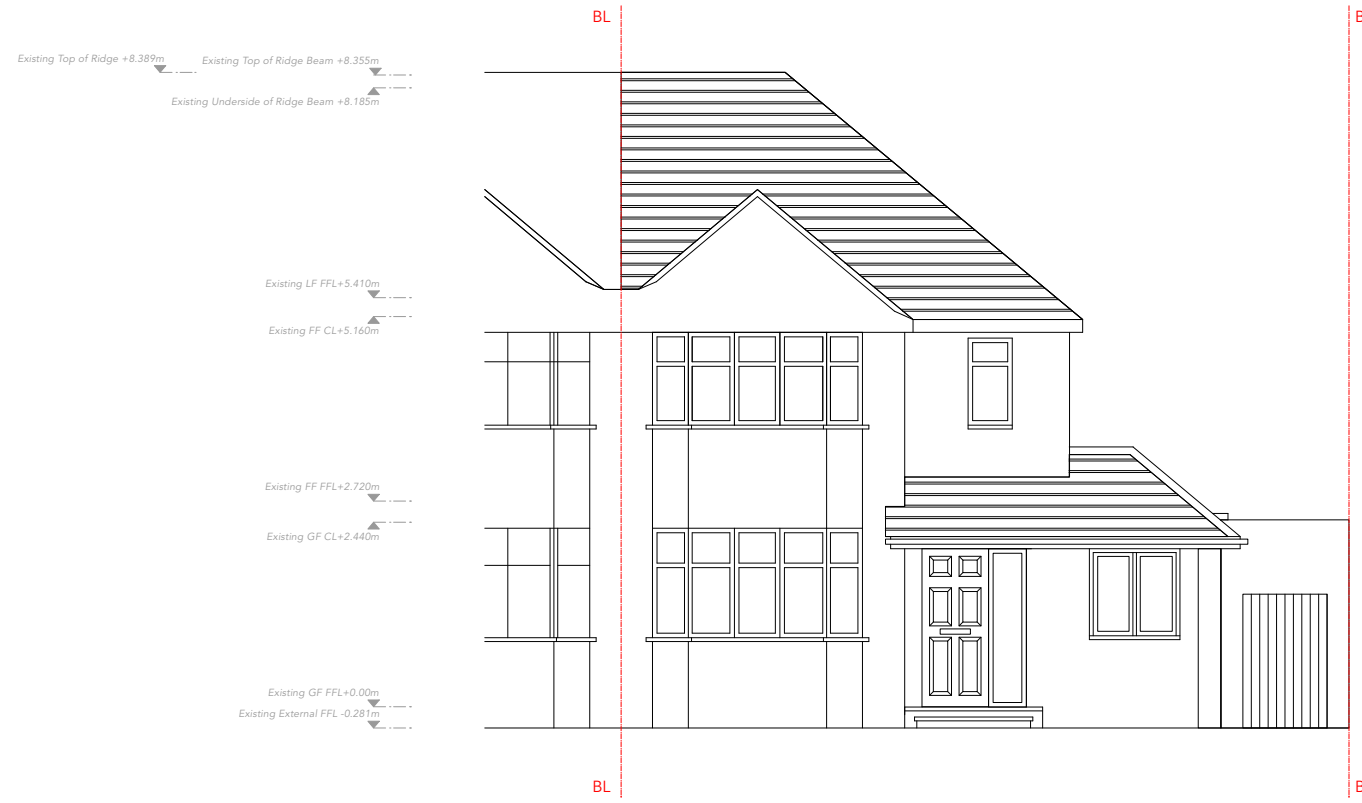 BL
B
Existing Top of Ridge +8.389m
Existing Top of Ridge Beam +8.355m
Existing Underside of Ridge Beam +8.185m
Existing LF FFL+5.410m
Existing FF CL+5.160m
Existing FF FFL+2.720m
Existing GF CL+2.440m
Existing GF FFL+0.00m
Existing External FFL -0.281m
BL
B